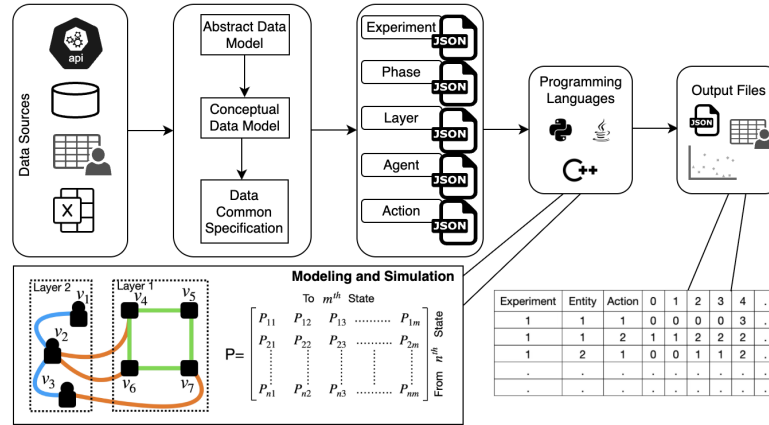 Data Sources
api
X
Abstract Data
Model
Conceptual
Data Model
Data
Common
Specification
Experiment
JSON
Phase
JSON
Layer
JSON
Agent
JSON
Action
JSON
Programming
Languages
C++
Output Files
JSON
Modeling and Simulation
Layer 2
Layer 1
v1
v2
v3
v4
v5
v6
v7
To mth State
P=
P11 P12 P13 .......... P1m
P21 P22 P23 .......... P2m
Pn1 Pn2 Pn3 .......... Pnm
From nth State
Experiment Entity Action 0 1 2 3 4 .
1 1 1 0 0 0 0 3 .
1 1 2 1 1 2 2 2 .
1 2 1 0 0 1 1 2 .
. . . . . . . . .
. . . . . . . . .